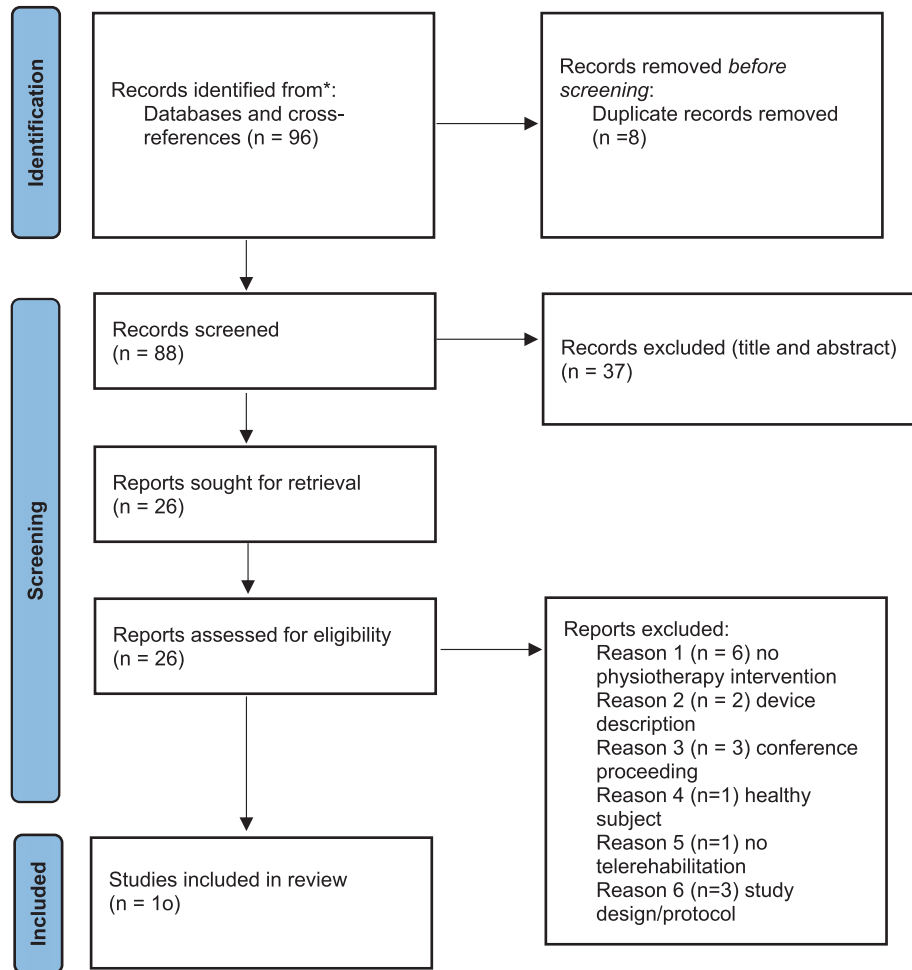 Identification
Records identified from*:
Databases and cross-
references (n = 96)
Records removed before
screening:
Duplicate records removed
(n =8)
Screening
Records screened
(n = 88)
Records excluded (title and abstract)
(n = 37)
Reports sought for retrieval
(n = 26)
Reports assessed for eligibility
(n = 26)
Reports excluded:
Reason 1 (n = 6) no
physiotherapy intervention
Reason 2 (n = 2) device
description
Reason 3 (n = 3) conference
proceeding
Reason 4 (n=1) healthy
subject
Reason 5 (n=1) no
telerehabilitation
Reason 6 (n=3) study
design/protocol
Included
Studies included in review
(n = 1o)